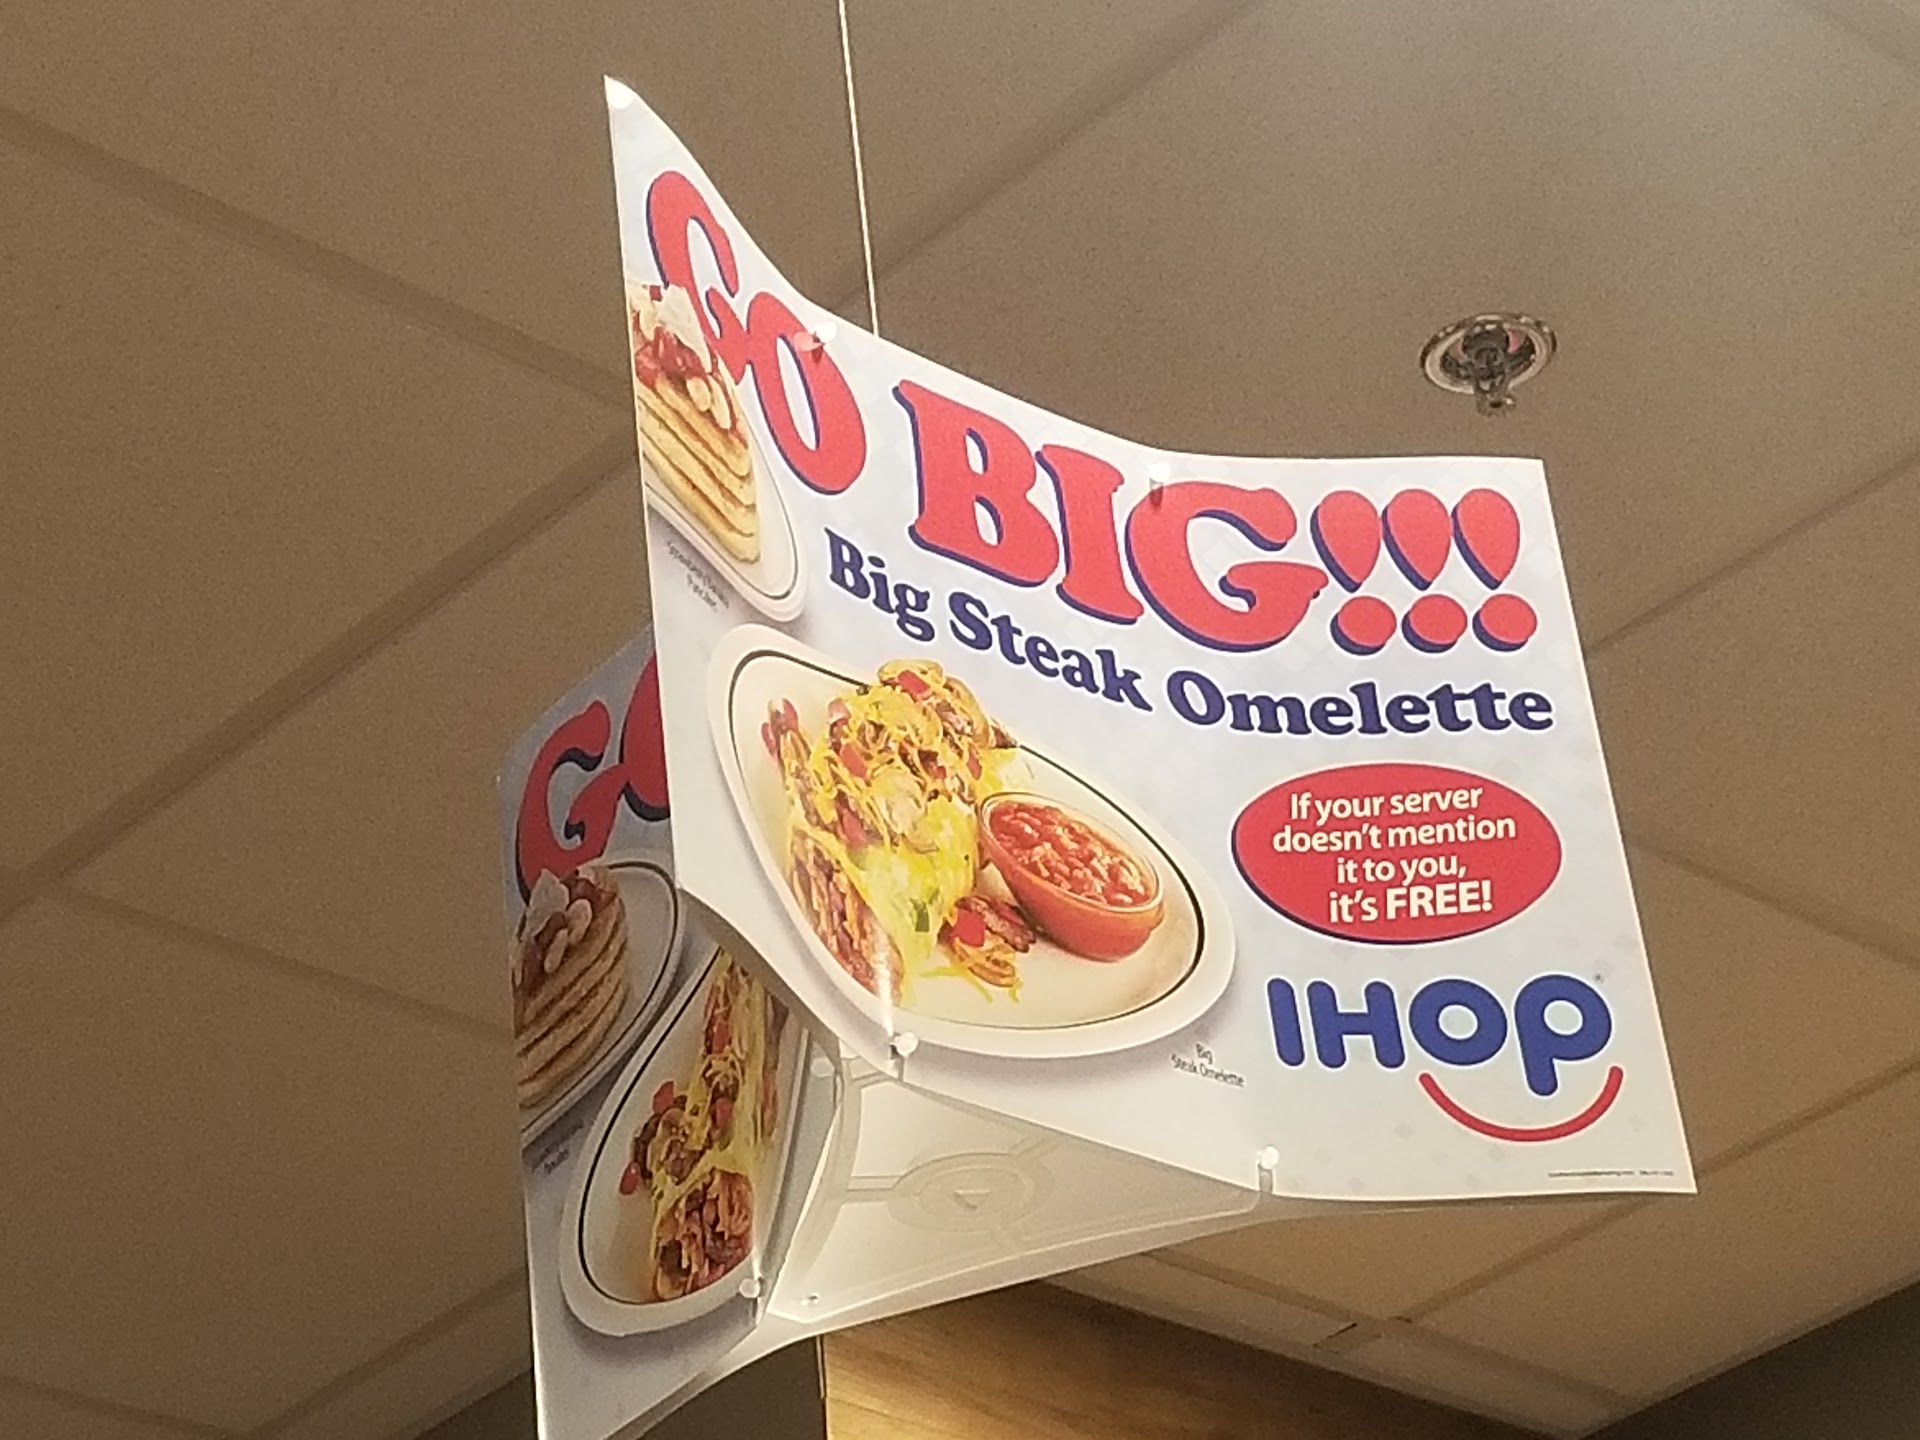 GO BIG!!!
Big Steak Omelette
If your server
doesn't mention
it to you,
it's FREE!
IHOP
Big
Steak Omelette
GO